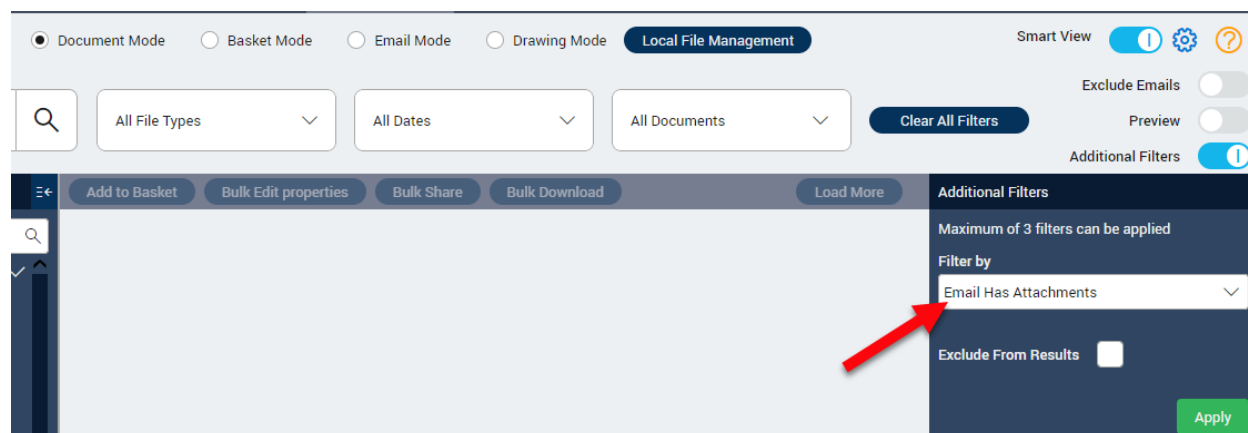 Document Mode Basket Mode Email Mode Drawing Mode Local File Management Smart View
Exclude Emails
All File Types All Dates All Documents Clear All Filters Preview
Additional Filters
Add to Basket Bulk Edit properties Bulk Share Bulk Download Load More Additional Filters
Maximum of 3 filters can be applied
Filter by
Email Has Attachments
Exclude From Results
Apply